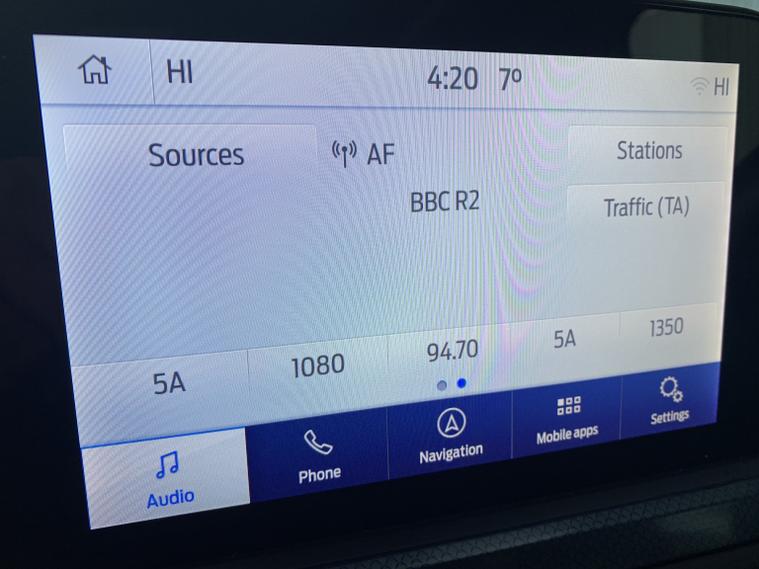 HI 4:20 7º HI
Sources AF Stations
BBC R2 Traffic (TA)
5A 1080 94.70 5A 1350
Audio Phone Navigation Mobile apps Settings